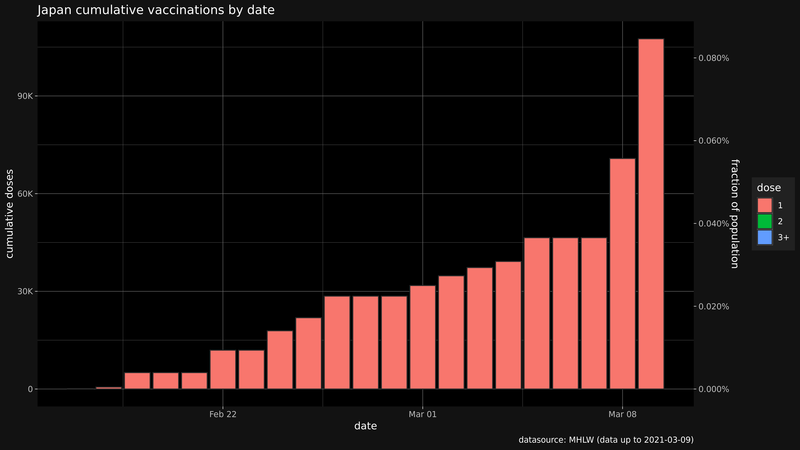 Japan cumulative vaccinations by date
cumulative doses
90K
60K
30K
0
0.080%
0.060%
0.040%
0.020%
0.000%
fraction of population
dose
1
2
3+
Feb 22
Mar 01
Mar 08
date
datasource: MHLW (data up to 2021-03-09)